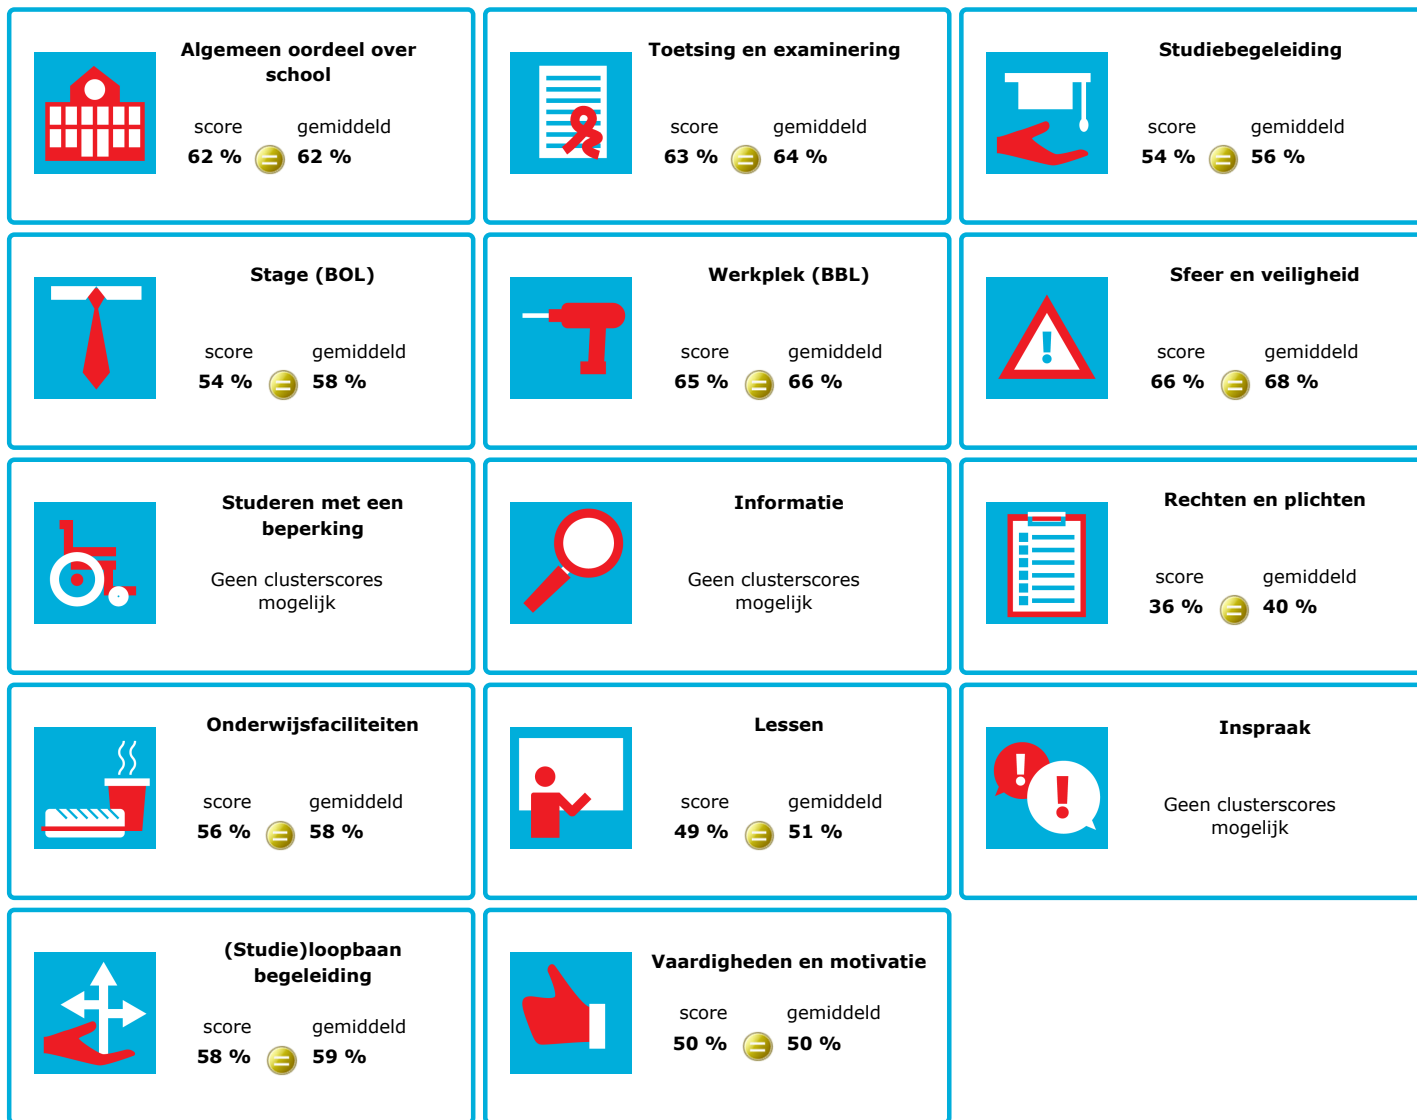 Algemeen oordeel over
school
score gemiddeld
62 % = 62 %
Toetsing en examinering
score gemiddeld
63 % = 64 %
Studiebegeleiding
score gemiddeld
54 % = 56 %
Stage (BOL)
score gemiddeld
54 % = 58 %
Werkplek (BBL)
score gemiddeld
65 % = 66 %
Sfeer en veiligheid
score gemiddeld
66 % = 68 %
Studeren met een
beperking
Geen clusterscores
mogelijk
Informatie
Geen clusterscores
mogelijk
Rechten en plichten
score gemiddeld
36 % = 40 %
Onderwijsfaciliteiten
score gemiddeld
56 % = 58 %
Lessen
score gemiddeld
49 % = 51 %
Inspraak
Geen clusterscores
mogelijk
(Studie)loopbaan
begeleiding
score gemiddeld
58 % = 59 %
Vaardigheden en motivatie
score gemiddeld
50 % = 50 %